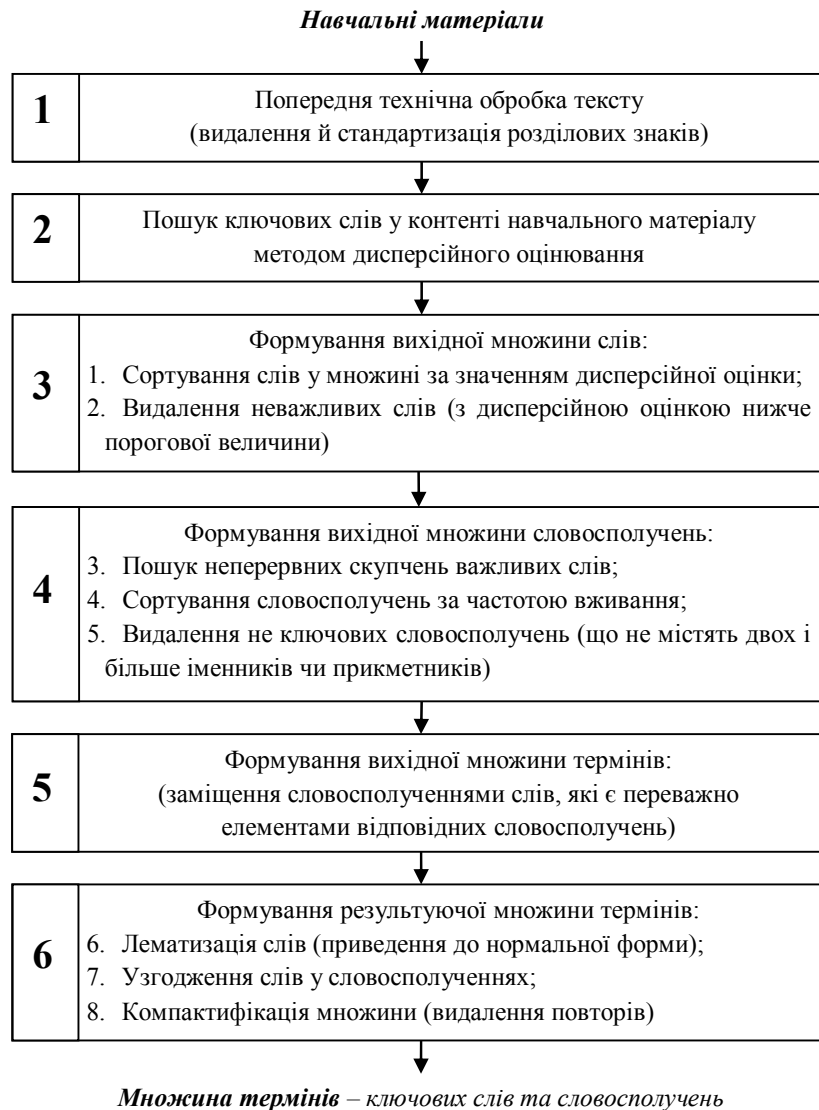 Навчальні матеріали
1
Попередня технічна обробка тексту
(видалення й стандартизація розділових знаків)
2
Пошук ключових слів у контенті навчального матеріалу
методом дисперсійного оцінювання
3
Формування вихідної множини слів:
1. Сортування слів у множині за значенням дисперсійної оцінки;
2. Видалення неважливих слів (з дисперсійною оцінкою нижче
порогової величини)
4
Формування вихідної множини словосполучень:
3. Пошук неперервних скупчень важливих слів;
4. Сортування словосполучень за частотою вживання;
5. Видалення не ключових словосполучень (що не містять двох і
більше іменників чи прикметників)
5
Формування вихідної множини термінів:
(заміщення словосполученнями слів, які є переважно
елементами відповідних словосполучень)
6
Формування результуючої множини термінів:
6. Лематизація слів (приведення до нормальної форми);
7. Узгодження слів у словосполученнях;
8. Компактифікація множини (видалення повторів)
Множина термінів – ключових слів та словосполучень